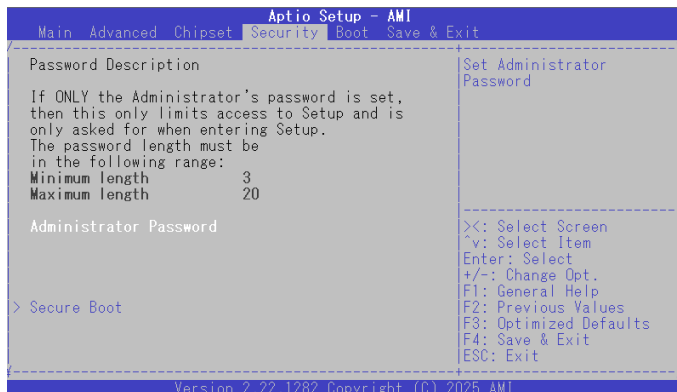 Aptio Setup - AMI
Main Advanced Chipset Security Boot Save & Exit
Password Description
If ONLY the Administrator's password is set,
then this only limits access to Setup and is
only asked for when entering Setup.
The password length must be
in the following range:
Minimum length 3
Maximum length 20
Administrator Password
> Secure Boot
Set Administrator
Password
><: Select Screen
^v: Select Item
Enter: Select
+/-: Change Opt.
F1: General Help
F2: Previous Values
F3: Optimized Defaults
F4: Save & Exit
ESC: Exit
Version 2.22.1282 Copyright (C) 2025 AMI